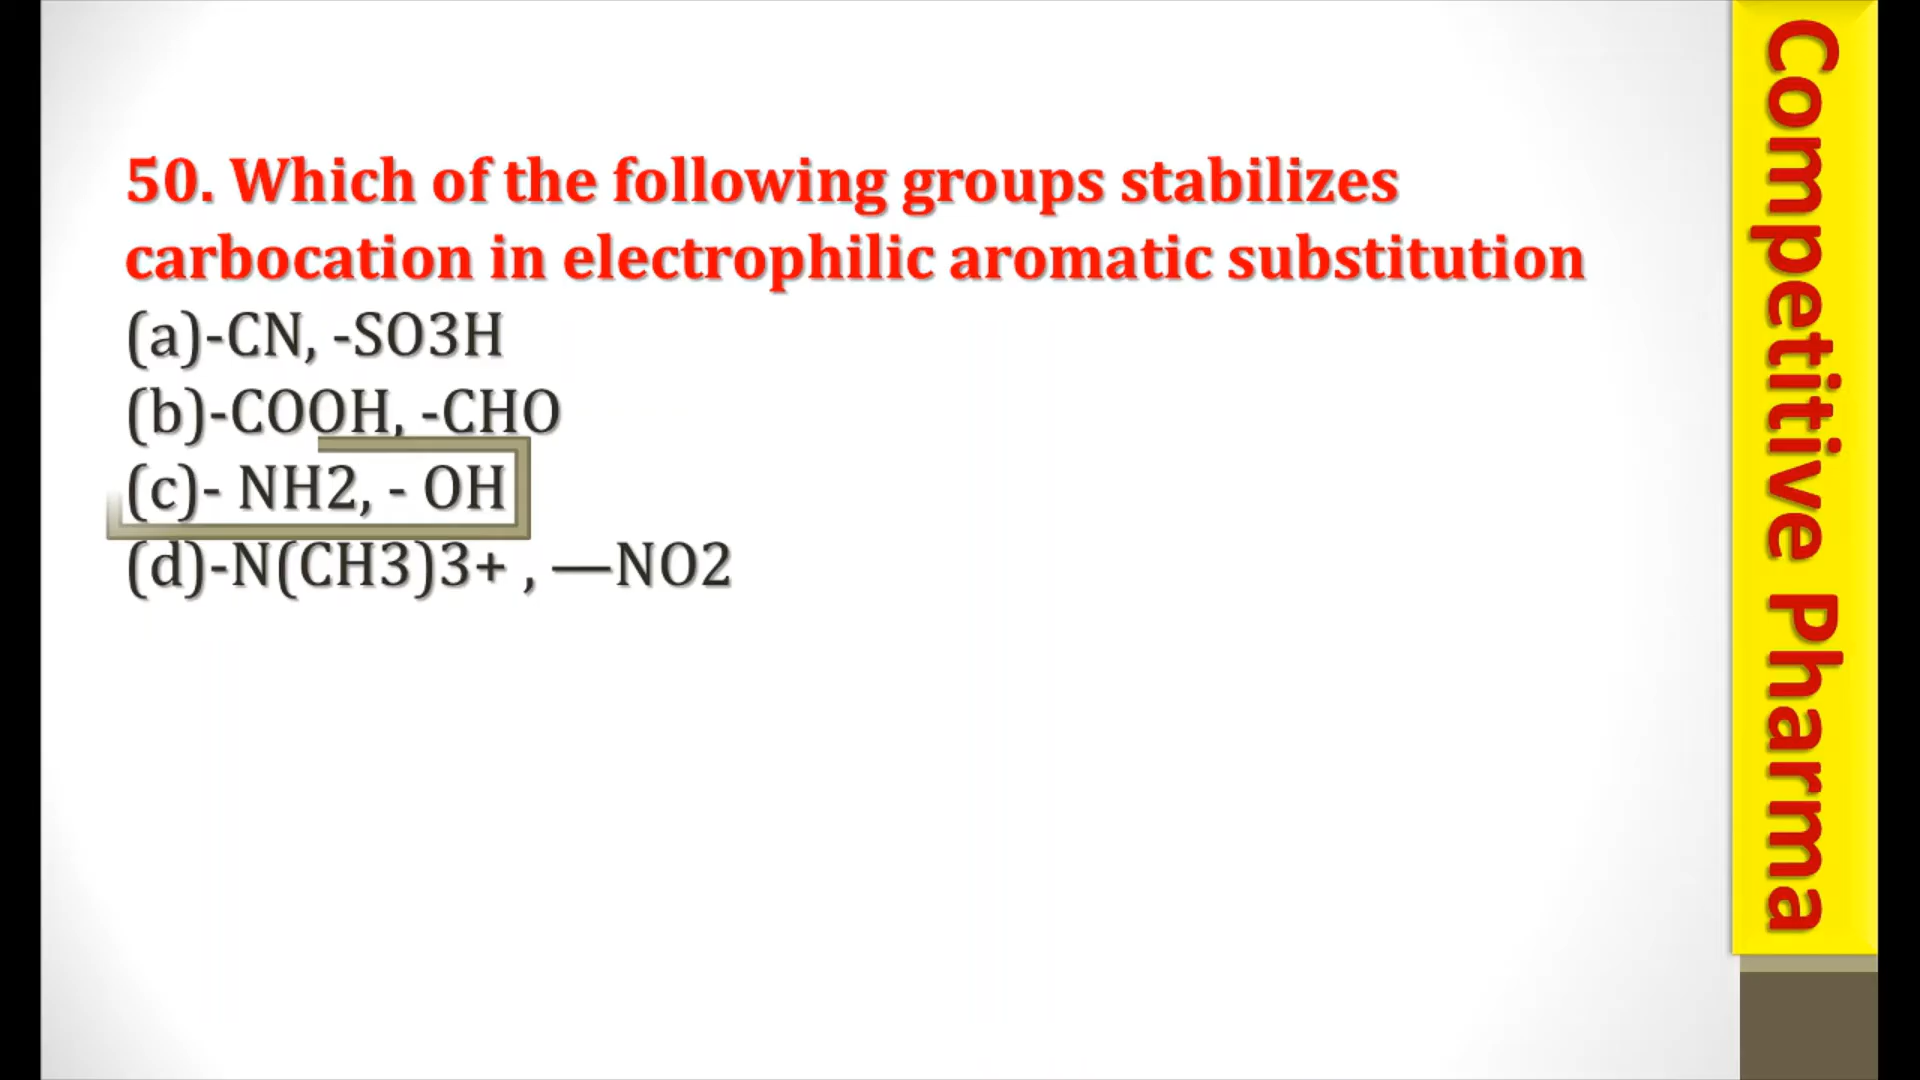 50. Which of the following groups stabilizes
carbocation in electrophilic aromatic substitution
(a)-CN, -SO3H
(b)-COOH, -CHO
(c)- NH2, - OH
(d)-N(CH3)3+ , —NO2
Competitive Pharma